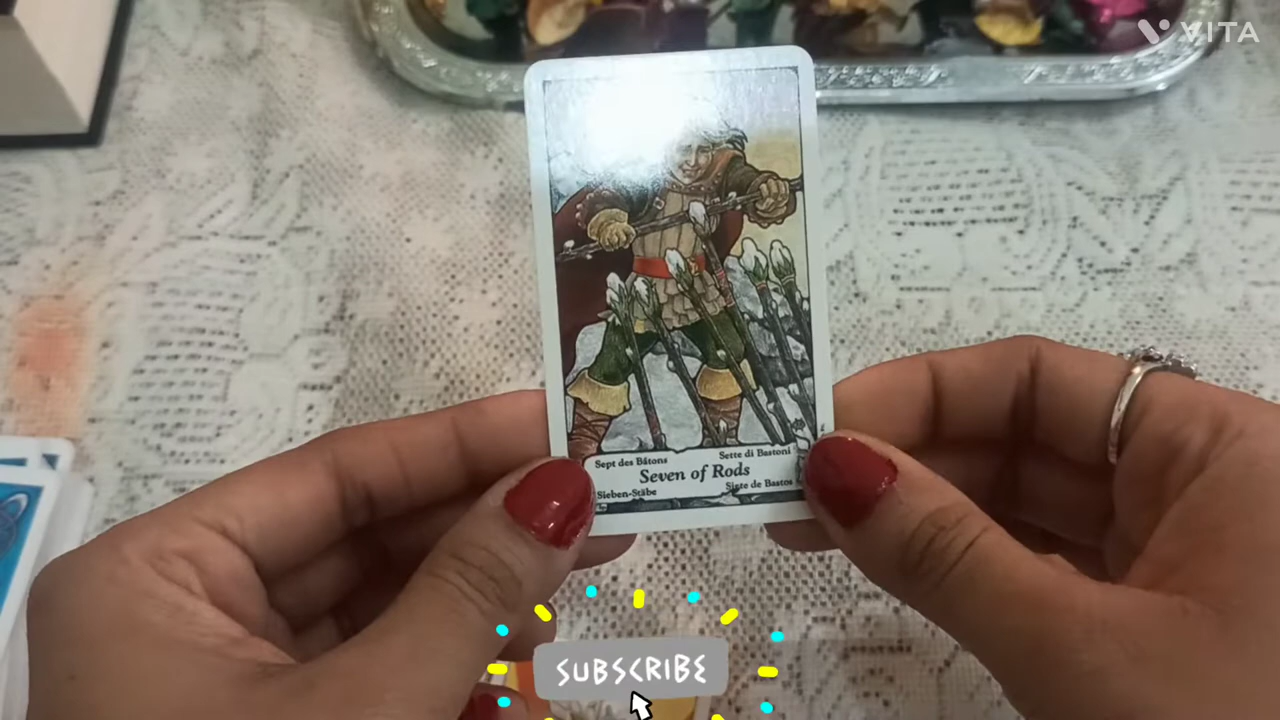 VITA
Sept des Bâtons
Sette di Bastoni
Seven of Rods
Sieben-Stäbe
Siete de Bastos
SUBSCRIBE